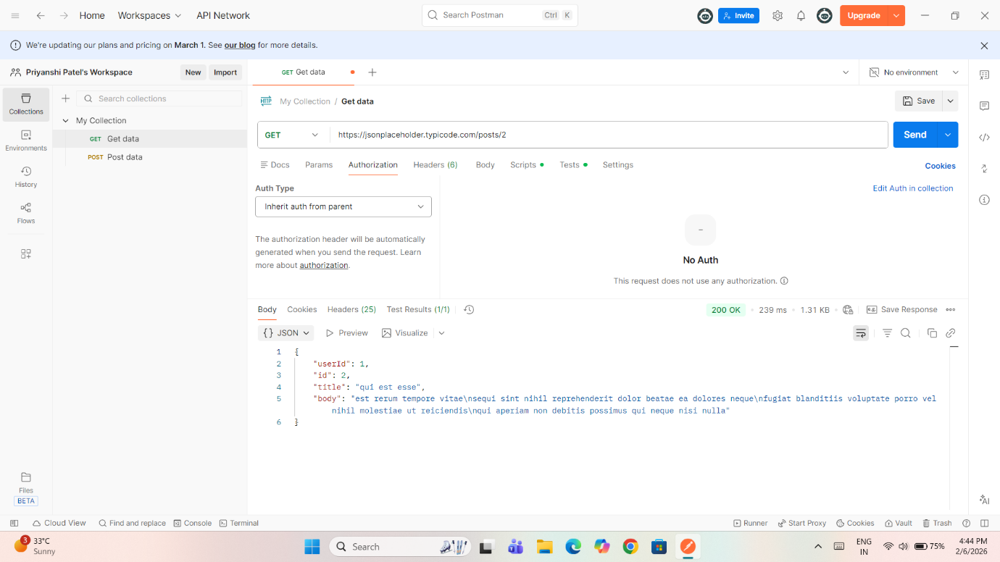 Home Workspaces API Network Search Postman Ctrl K Invite Upgrade
We're updating our plans and pricing on March 1. See our blog for more details.
Priyanshi Patel's Workspace New Import GET Get data No environment
Collections Search collections HTTP My Collection / Get data Save
My Collection
GET Get data GET https://jsonplaceholder.typicode.com/posts/2 Send
Environments
POST Post data
Docs Params Authorization Headers (6) Body Scripts Tests Settings Cookies
History
Auth Type Edit Auth in collection
Inherit auth from parent
Flows
The authorization header will be automatically
generated when you send the request. Learn
more about authorization.
No Auth
This request does not use any authorization.
Body Cookies Headers (25) Test Results (1/1) 200 OK 239 ms 1.31 KB e.g. Save Response
{ } JSON Preview Visualize
1 {
2 "userId": 1,
3 "id": 2,
4 "title": "qui est esse",
5 "body": "est rerum tempore vitae\nsequi sint nihil reprehenderit dolor beatae ea dolores neque\nfugiat blanditiis voluptate porro vel
nihil molestiae ut reiciendis\nqui aperiam non debitis possimus qui neque nisi nulla"
6 }
Files
BETA
AI
Cloud View Find and replace Console Terminal Runner Start Proxy Cookies Vault Trash
3 33°C
Sunny
Search
ENG
IN
75%
4:44 PM
2/6/2026